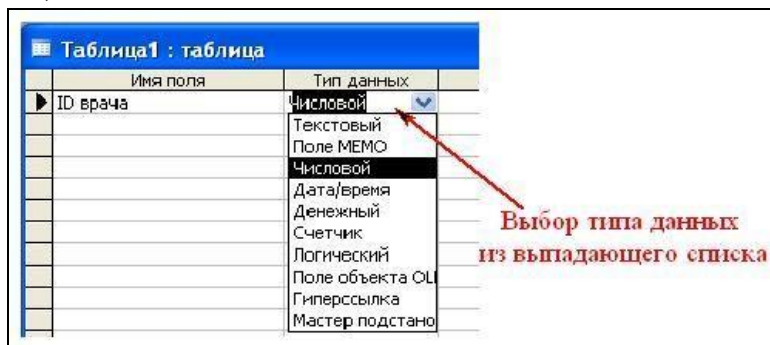 Таблица1 : таблица
Имя поля Тип данных
ID врача Числовой
Текстовый
Поле МЕМО
Числовой
Дата/время
Денежный
Счетчик
Логический
Поле объекта OL
Гиперссылка
Мастер подстано
Выбор типа данных
из выпадающего списка